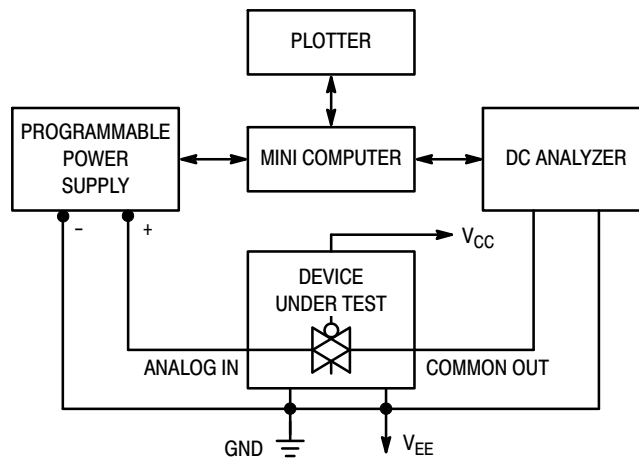 PLOTTER
PROGRAMMABLE
POWER
SUPPLY
MINI COMPUTER
DC ANALYZER
– +
VCC
DEVICE
UNDER TEST
ANALOG IN
COMMON OUT
GND
VEE